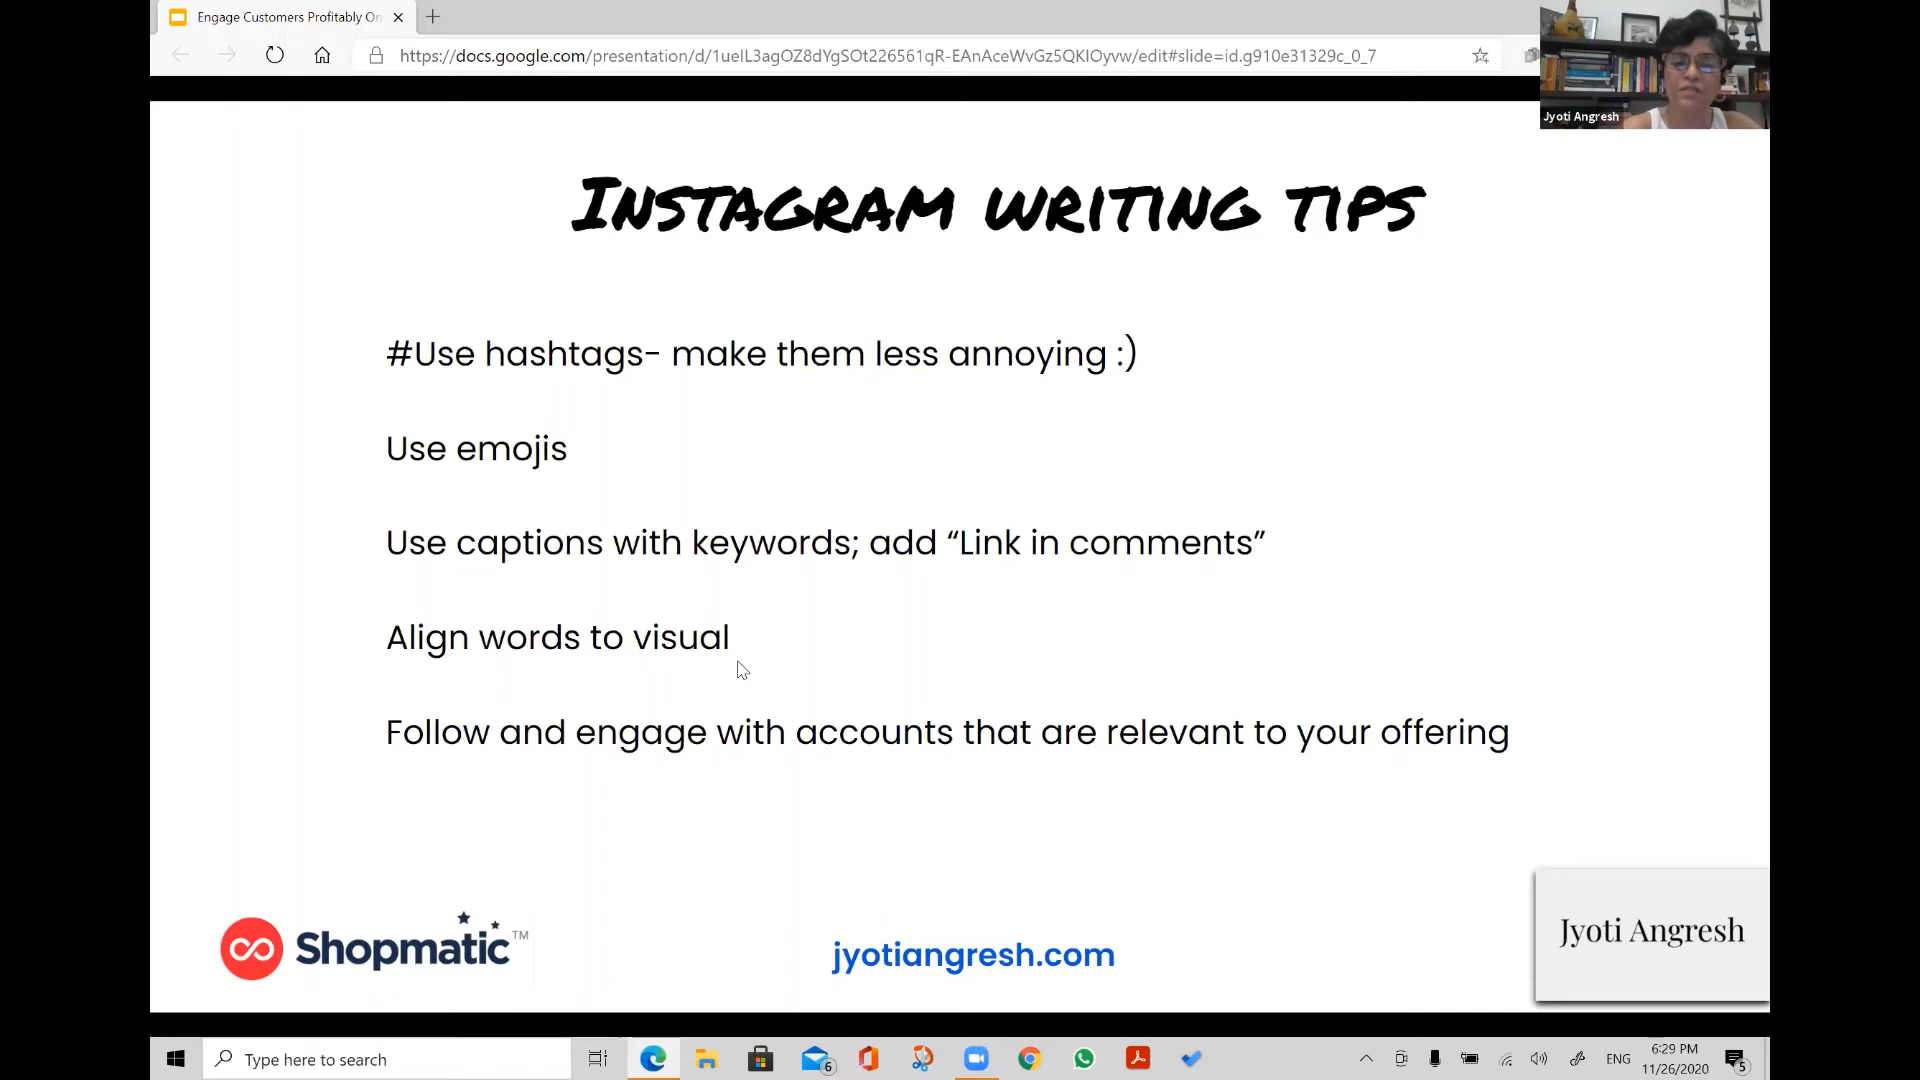 Engage Customers Profitably On
https://docs.google.com/presentation/d/1ueIL3agOZ8dYgSOt226561qR-EAnAceWvGz5QKIOyvw/edit#slide=id.g910e31329c_0_7
Jyoti Angresh
Instagram writing tips
#Use hashtags- make them less annoying :)
Use emojis
Use captions with keywords; add “Link in comments”
Align words to visual
Follow and engage with accounts that are relevant to your offering
Shopmatic™
jyotiangresh.com
Jyoti Angresh
Type here to search
6
ENG
6:29 PM
11/26/2020
5